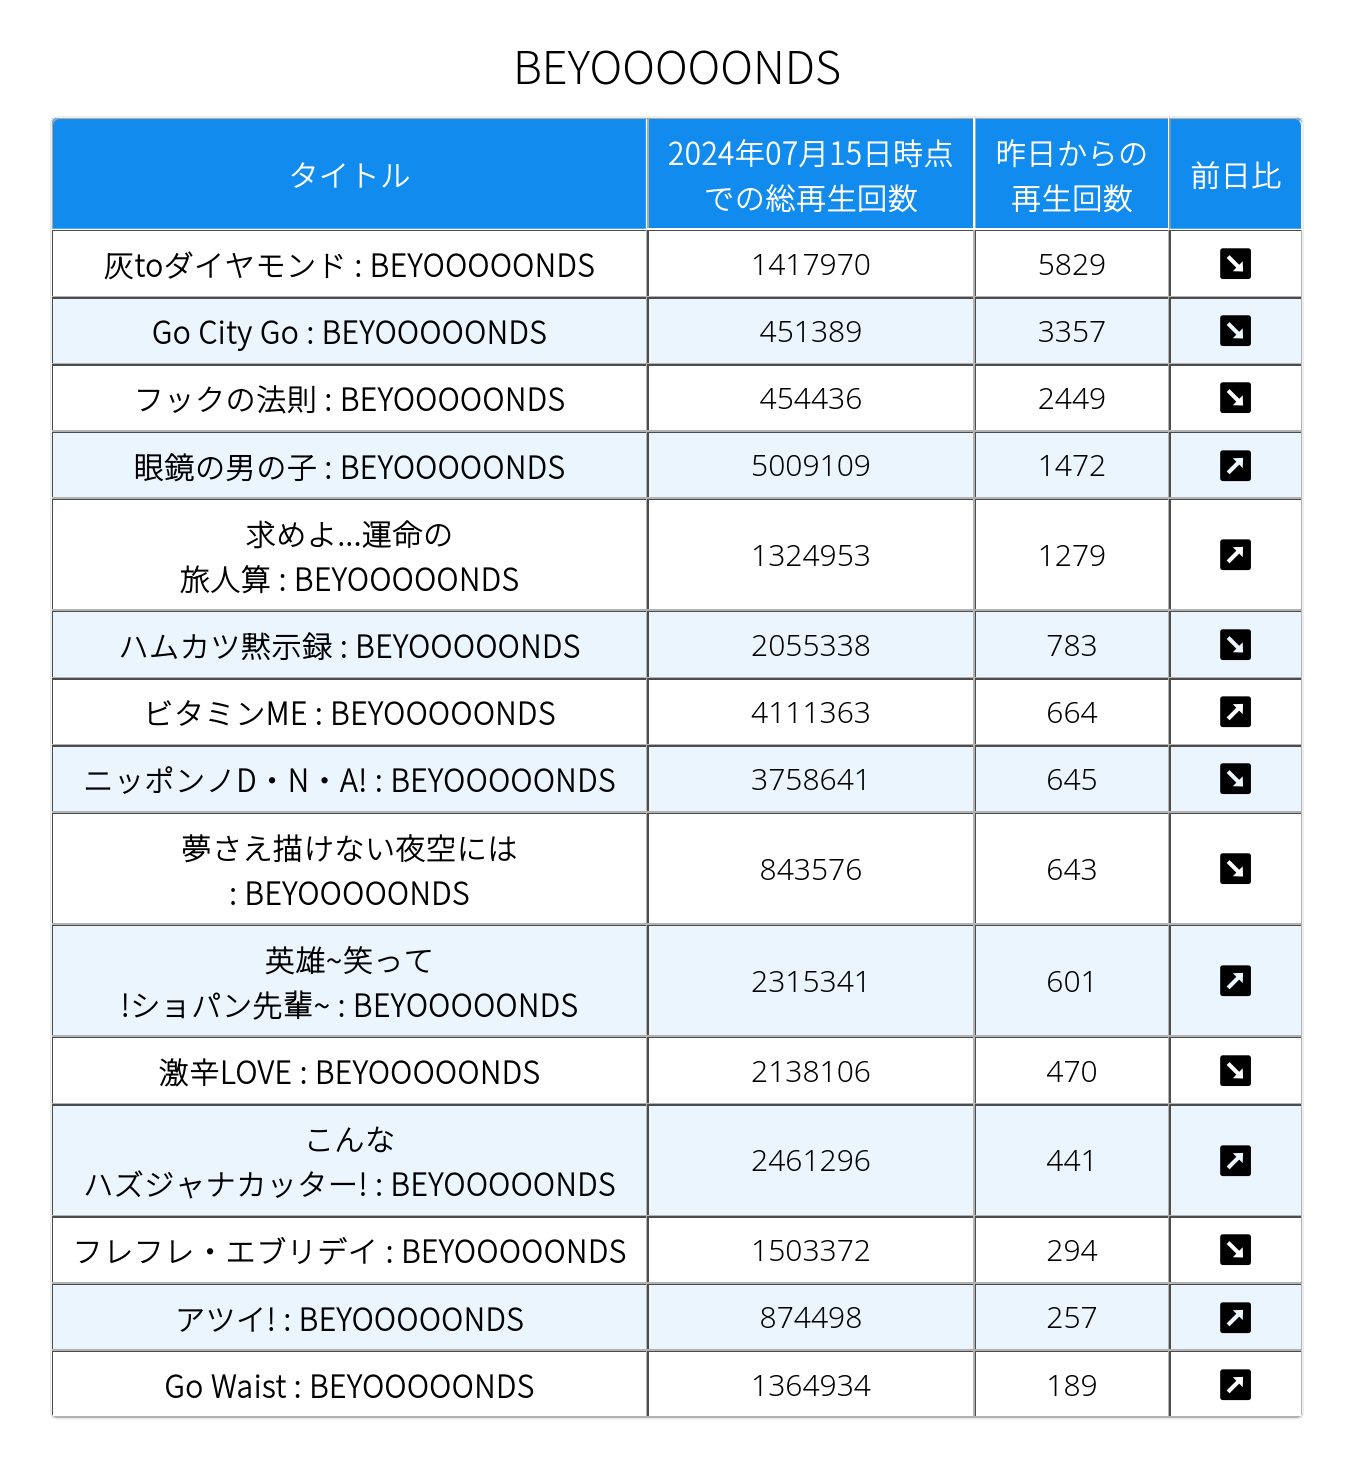 BEYOOOOONDS
タイトル
2024年07月15日時点
での総再生回数
昨日からの
再生回数
前日比
灰toダイヤモンド : BEYOOOOONDS
1417970
5829
Go City Go : BEYOOOOONDS
451389
3357
フックの法則 : BEYOOOOONDS
454436
2449
眼鏡の男の子 : BEYOOOOONDS
5009109
1472
求めよ...運命の
旅人算 : BEYOOOOONDS
1324953
1279
ハムカツ黙示録 : BEYOOOOONDS
2055338
783
ビタミンME : BEYOOOOONDS
4111363
664
ニッポンノD・N・A! : BEYOOOOONDS
3758641
645
夢さえ描けない夜空には
: BEYOOOOONDS
843576
643
英雄~笑って
!ショパン先輩~ : BEYOOOOONDS
2315341
601
激辛LOVE : BEYOOOOONDS
2138106
470
こんな
ハズジャナカッター! : BEYOOOOONDS
2461296
441
フレフレ・エブリデイ : BEYOOOOONDS
1503372
294
アツイ! : BEYOOOOONDS
874498
257
Go Waist : BEYOOOOONDS
1364934
189